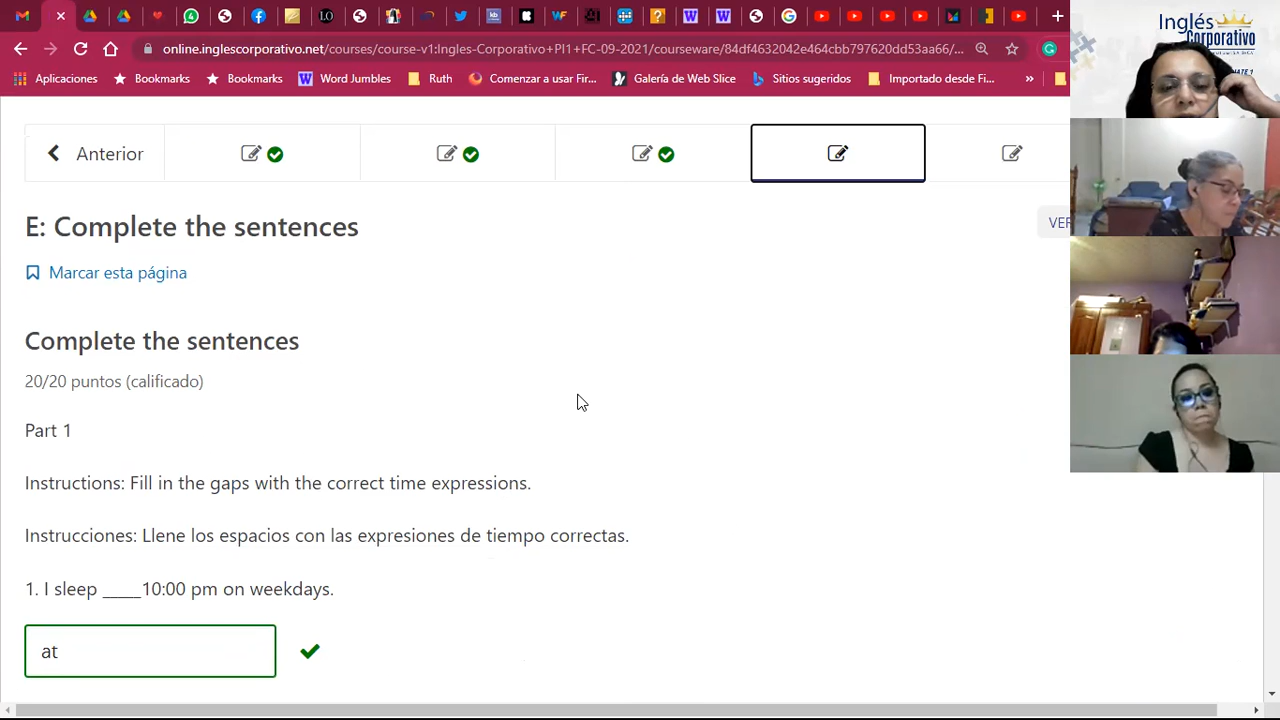 online.inglescorporativo.net/courses/course-v1:Ingles-Corporativo+PI1+FC-09-2021/courseware/84df4632042e464cbb797620dd53aa66/...
Aplicaciones
Bookmarks
Bookmarks
Word Jumbles
Ruth
Comenzar a usar Fir...
Galería de Web Slice
Sitios sugeridos
Importado desde Fi...
»
Inglés
Corporativo
Anterior
E: Complete the sentences
VER
Marcar esta página
Complete the sentences
20/20 puntos (calificado)
Part 1
Instructions: Fill in the gaps with the correct time expressions.
Instrucciones: Llene los espacios con las expresiones de tiempo correctas.
1. I sleep _____10:00 pm on weekdays.
at